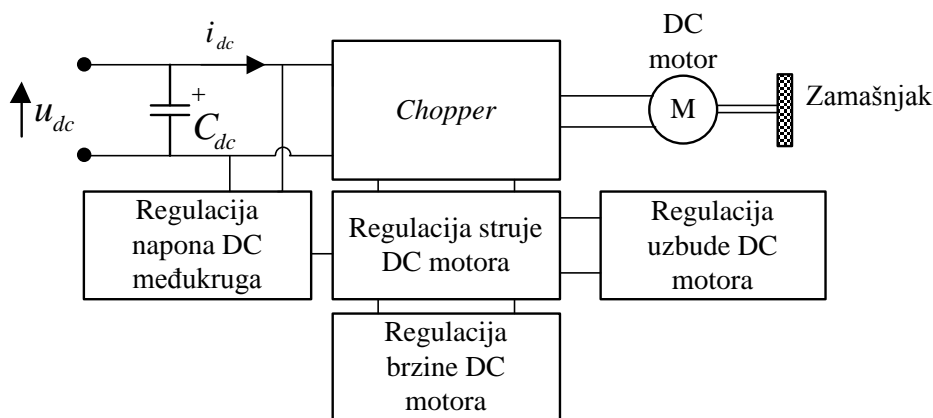 i_dc
u_dc
+
C_dc
Chopper
DC
motor
M
Zamašnjak
Regulacija
napona DC
međukruga
Regulacija struje
DC motora
Regulacija
uzbude DC
motora
Regulacija
brzine DC
motora